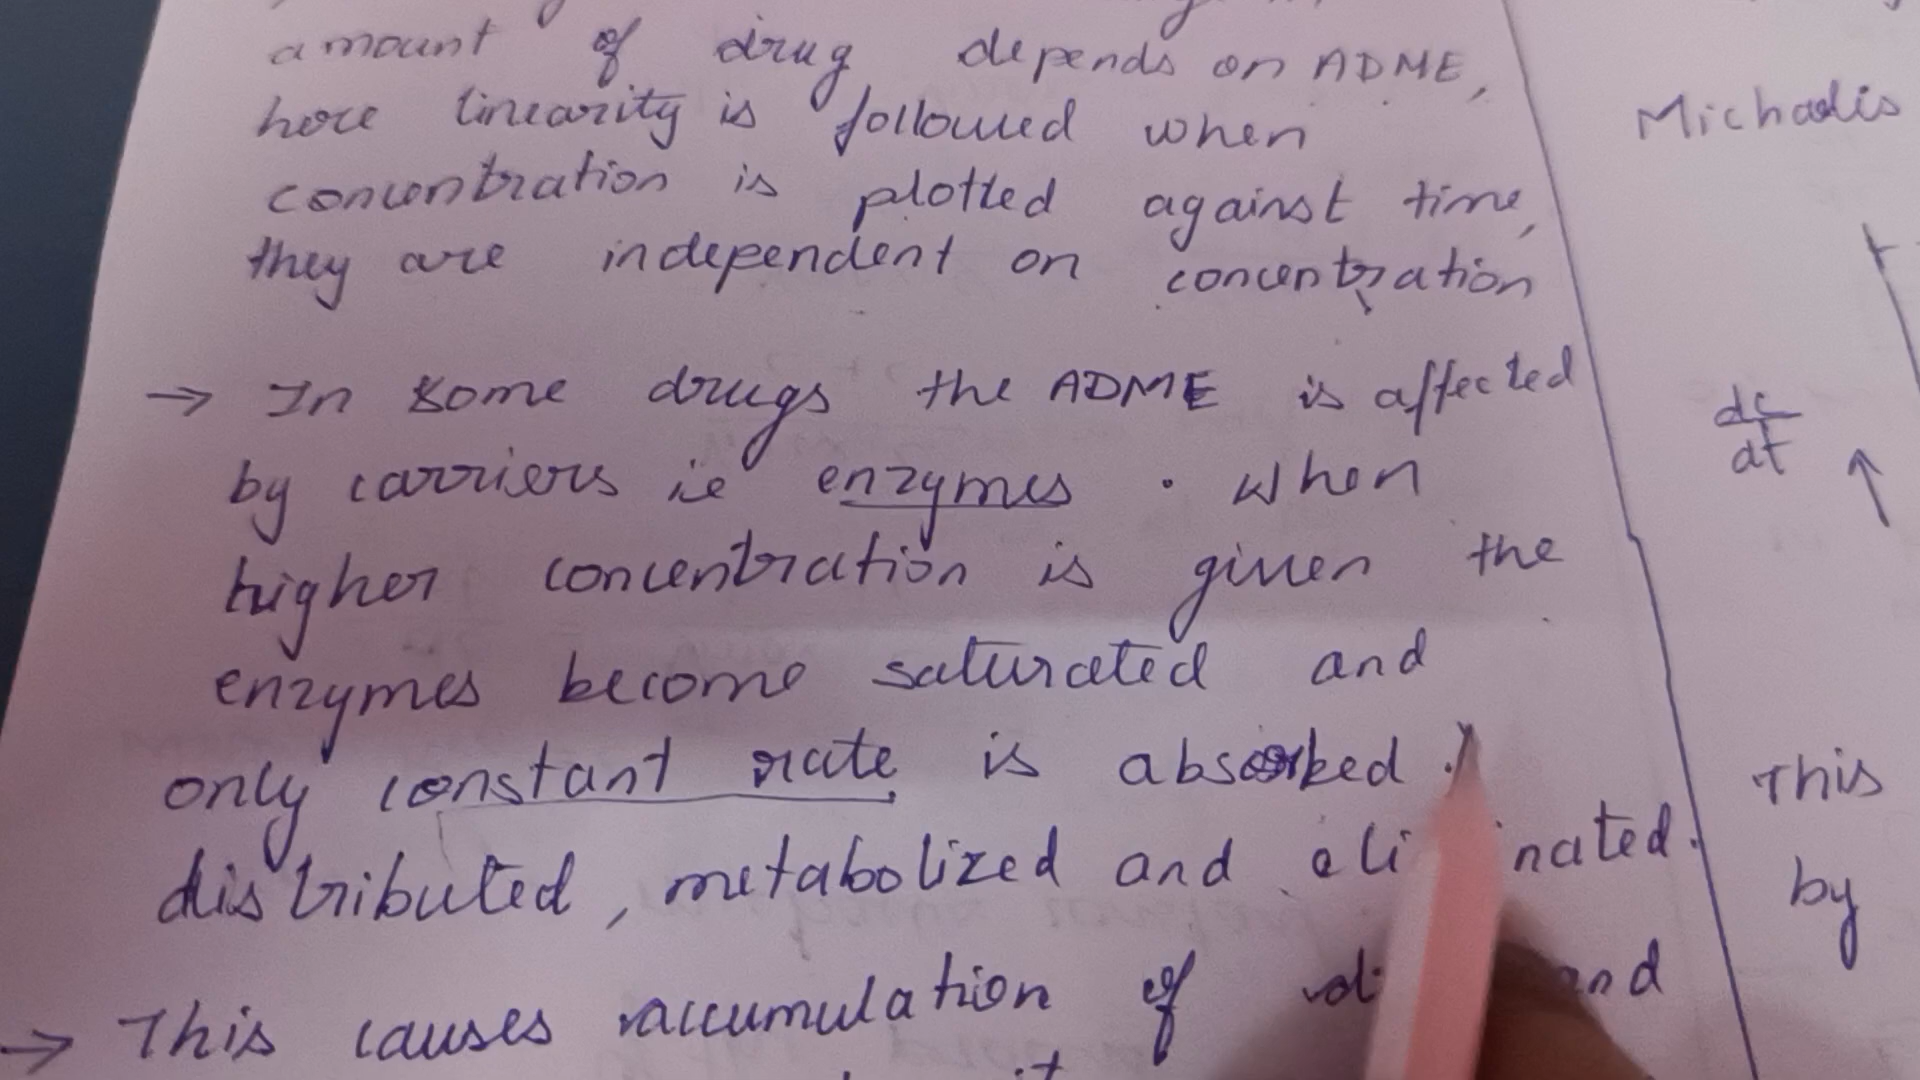 amount of drug depends on ADME,
here linearity is followed when
concentration is plotted against time,
they are independent on concentration
→ In some drugs the ADME is affected
by carriers ie enzymes . When
higher concentration is given the
enzymes become saturated and
only constant rate is absorbed
distributed, metabolized and eli nated.
→ This causes accumulation of and
Michaelis
dc
dt
↑
This
by